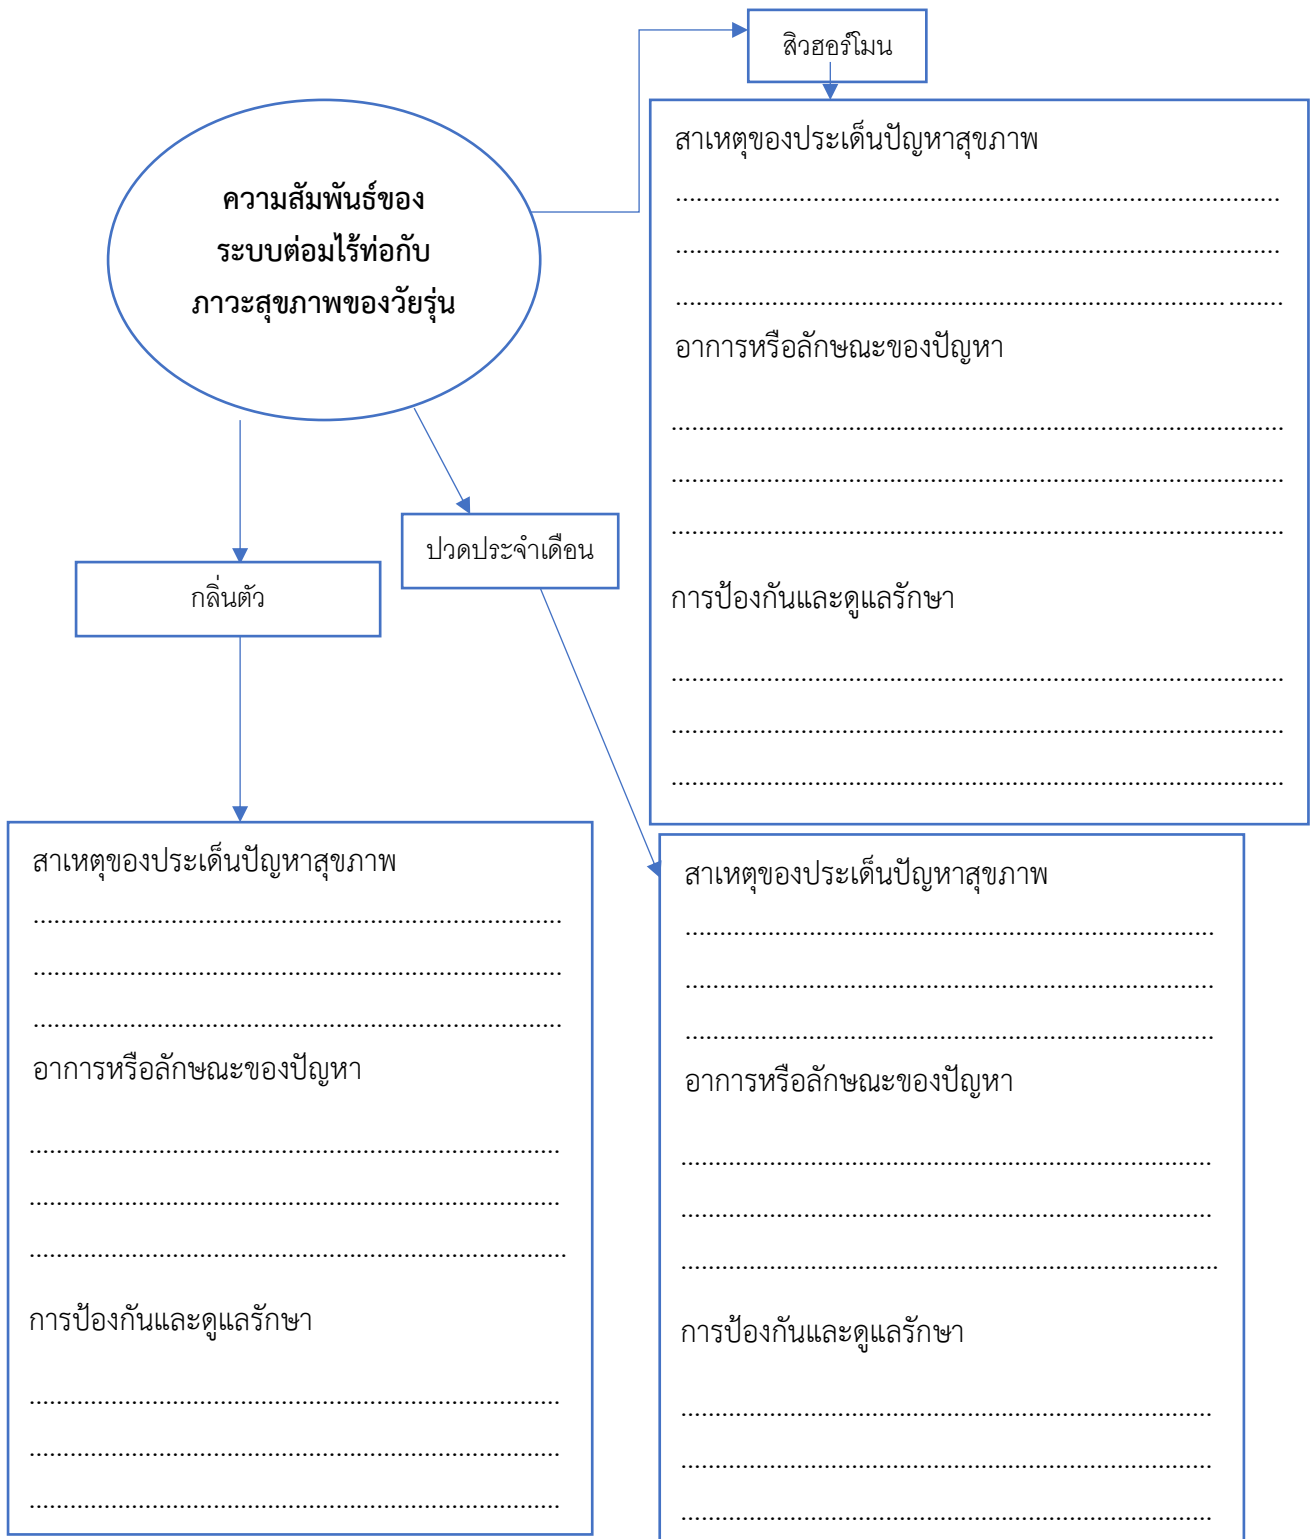 สิวฮอร์โมน
ความสัมพันธ์ของ
ระบบต่อมไร้ท่อกับ
ภาวะสุขภาพของวัยรุ่น
สาเหตุของประเด็นปัญหาสุขภาพ
อาการหรือลักษณะของปัญหา
การป้องกันและดูแลรักษา
ปวดประจำเดือน
กลิ่นตัว
สาเหตุของประเด็นปัญหาสุขภาพ
อาการหรือลักษณะของปัญหา
การป้องกันและดูแลรักษา
สาเหตุของประเด็นปัญหาสุขภาพ
อาการหรือลักษณะของปัญหา
การป้องกันและดูแลรักษา